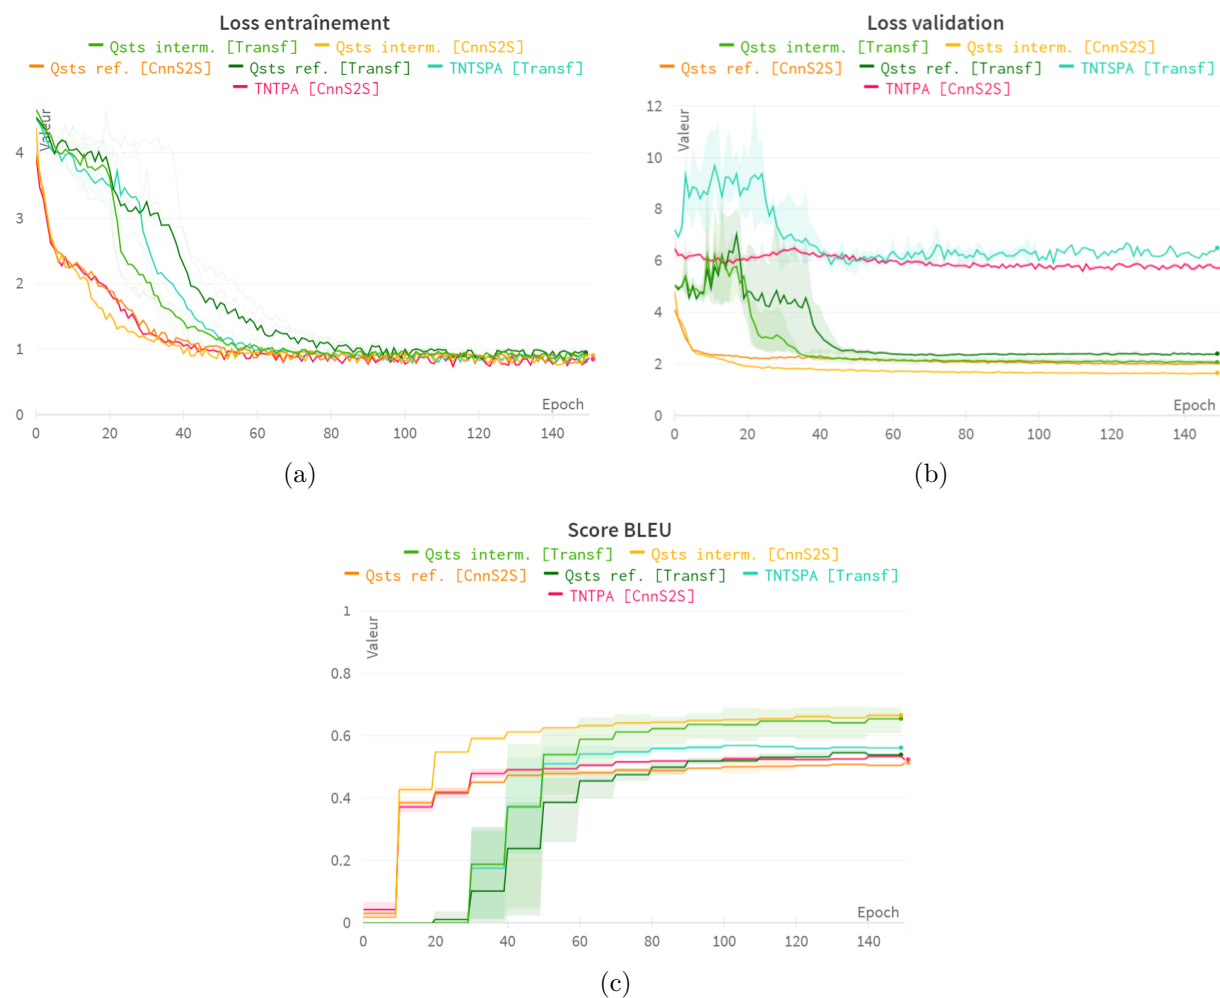 Loss entraînement
Qsts interm. [Transf] Qsts interm. [CnnS2S]
Qsts ref. [CnnS2S] Qsts ref. [Transf] TNTSPA [Transf]
TNTPA [CnnS2S]
Valeur
4
3
2
1
0
Epoch
0 20 40 60 80 100 120 140
(a)
Loss validation
Qsts interm. [Transf] Qsts interm. [CnnS2S]
Qsts ref. [CnnS2S] Qsts ref. [Transf] TNTSPA [Transf]
TNTPA [CnnS2S]
Valeur
12
10
8
6
4
2
0
Epoch
0 20 40 60 80 100 120 140
(b)
Score BLEU
Qsts interm. [Transf] Qsts interm. [CnnS2S]
Qsts ref. [CnnS2S] Qsts ref. [Transf] TNTSPA [Transf]
TNTPA [CnnS2S]
Valeur
1
0.8
0.6
0.4
0.2
0
Epoch
0 20 40 60 80 100 120 140
(c)